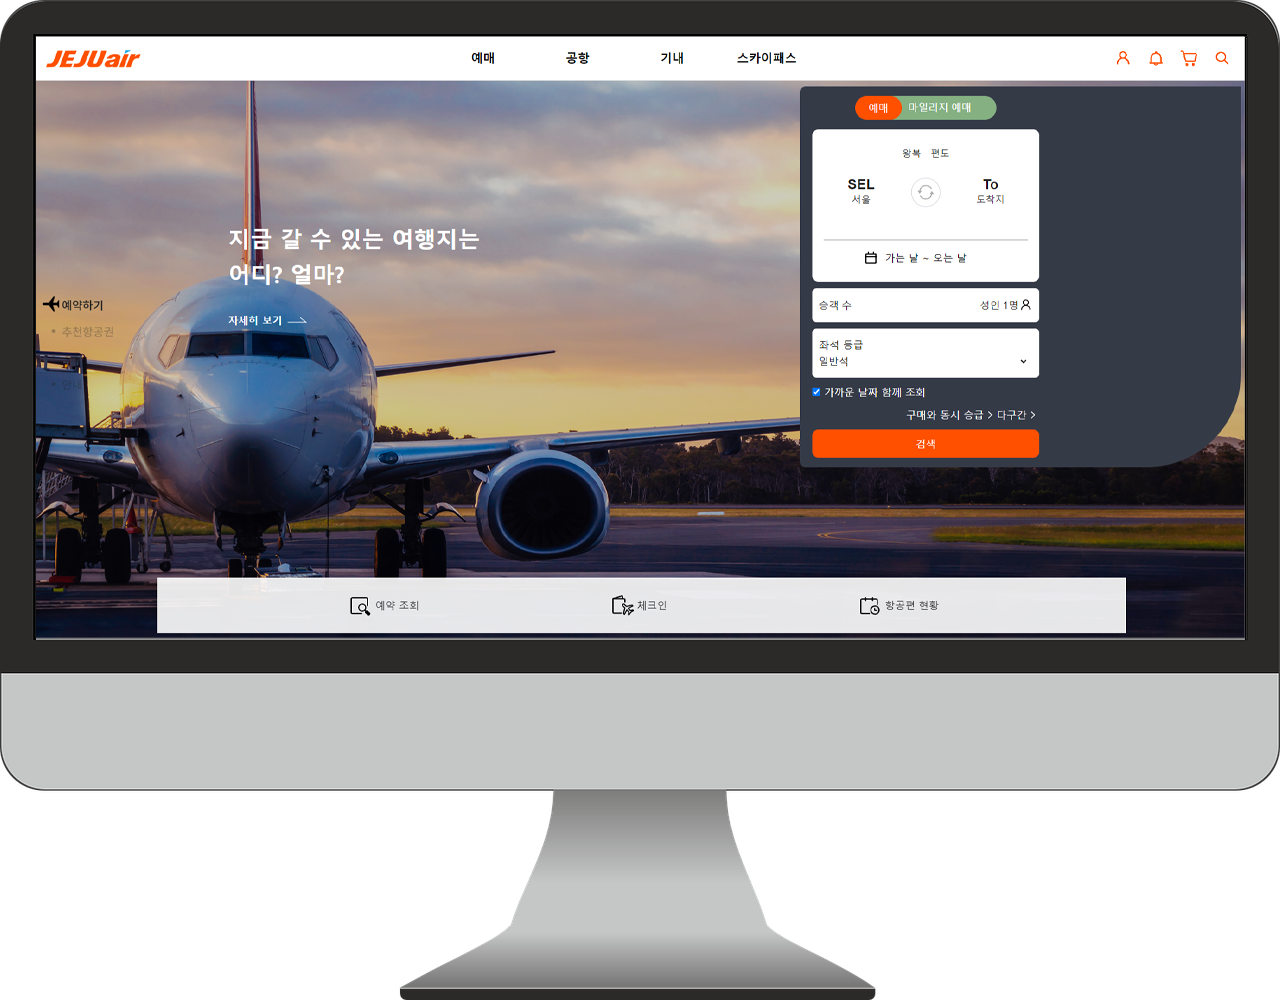 JEJUair
예매 공항 기내 스카이패스
예매 마일리지 예매
왕복 편도
SEL To
서울 도착지
가는 날 ~ 오는 날
지금 갈 수 있는 여행지는
어디? 얼마?
자세히 보기
예약하기
추천항공권
승객 수 성인 1명
좌석 등급
일반석
가까운 날짜 함께 조회
구매와 동시 승급 > 다구간 >
검색
예약 조회 체크인 항공편 현황